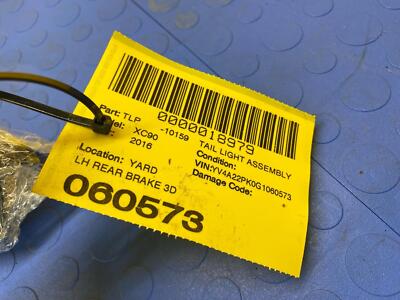 0000018979
Part: TLP -10159 TAIL LIGHT ASSEMBLY
XC90 Condition:
2016 VIN:YV4A22PK0G1060573
Damage Code:
Location: YARD
LH REAR BRAKE 3D
060573